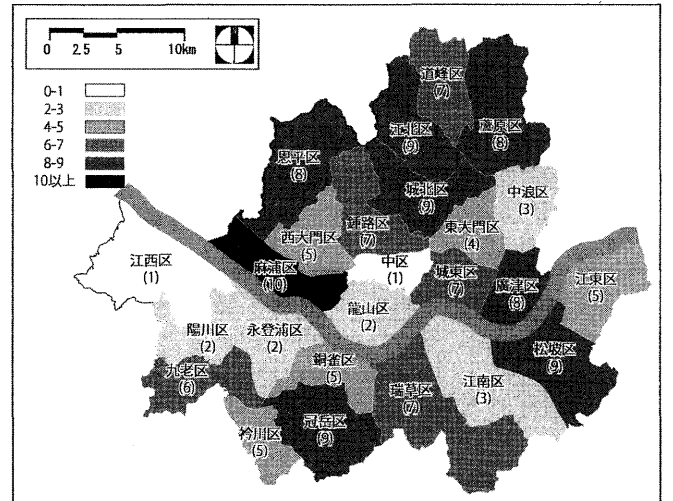 0 2.5 5 10km
0-1
2-3
4-5
6-7
8-9
10以上
道峰区
(7)
江北区
(9)
蘆原区
(8)
恩平区
(8)
城北区
(9)
中浪区
(3)
鍾路区
(7)
東大門区
(4)
西大門区
(5)
江西区
(1)
麻浦区
(10)
中区
(1)
城東区
(7)
廣津区
(8)
江東区
(5)
龍山区
(2)
陽川区
(2)
永登浦区
(2)
松坡区
(9)
九老区
(6)
銅雀区
(5)
瑞草区
(7)
江南区
(3)
衿川区
(5)
冠岳区
(9)